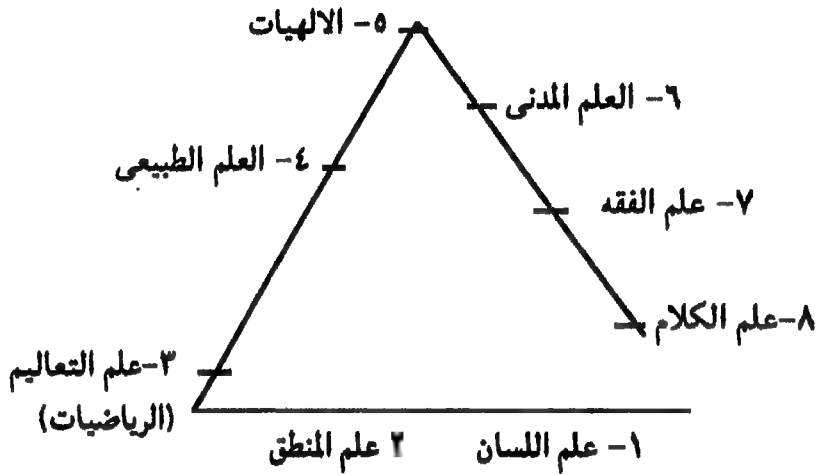 ٥- الالهيات
٦- العلم المدنى
٤- العلم الطبيعى
٧- علم الفقه
٨-علم الكلام
٣-علم التعاليم
(الرياضيات)
١- علم اللسان
٢ علم المنطق